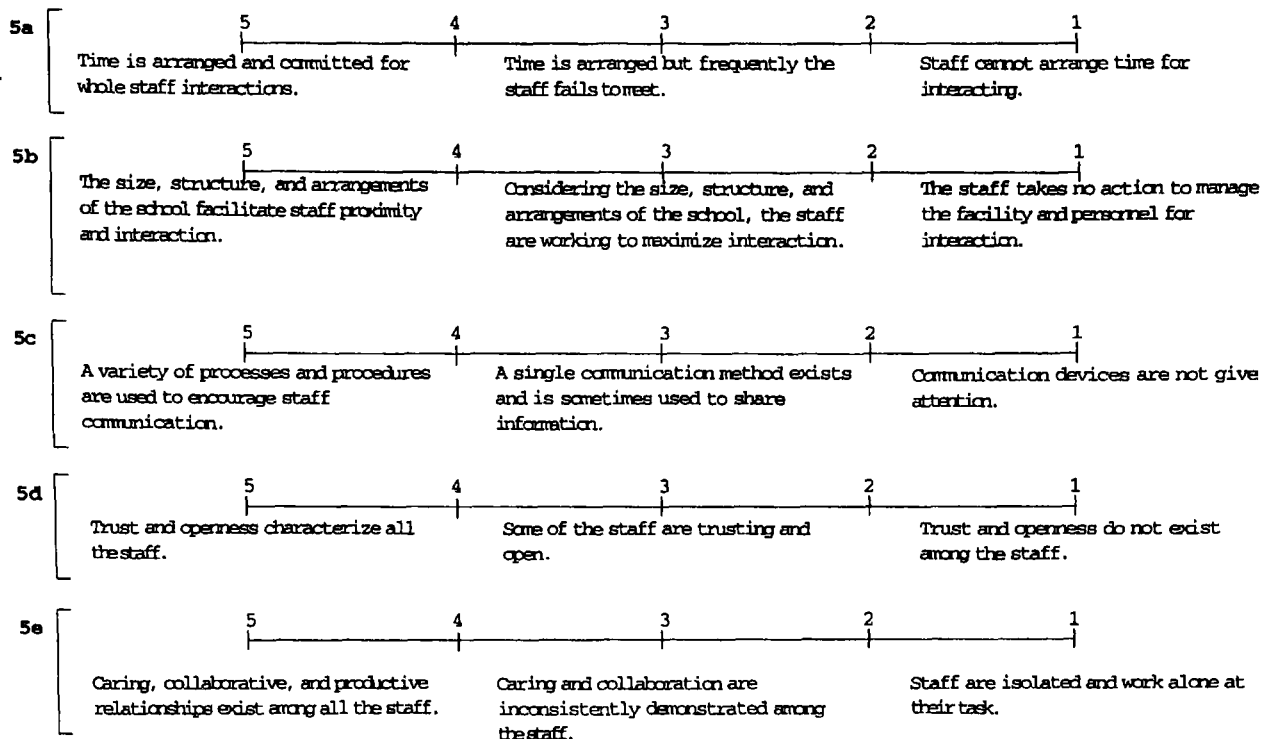 5a
5 4 3 2 1
Time is arranged and committed for
whole staff interactions.
Time is arranged but frequently the
staff fails to meet.
Staff cannot arrange time for
interacting.
5b
5 4 3 2 1
The size, structure, and arrangements
of the school facilitate staff proximity
and interaction.
Considering the size, structure, and
arrangements of the school, the staff
are working to maximize interaction.
The staff takes no action to manage
the facility and personnel for
interaction.
5c
5 4 3 2 1
A variety of processes and procedures
are used to encourage staff
communication.
A single communication method exists
and is sometimes used to share
information.
Communication devices are not give
attention.
5d
5 4 3 2 1
Trust and openness characterize all
the staff.
Some of the staff are trusting and
open.
Trust and openness do not exist
among the staff.
5e
5 4 3 2 1
Caring, collaborative, and productive
relationships exist among all the staff.
Caring and collaboration are
inconsistently demonstrated among
the staff.
Staff are isolated and work alone at
their task.